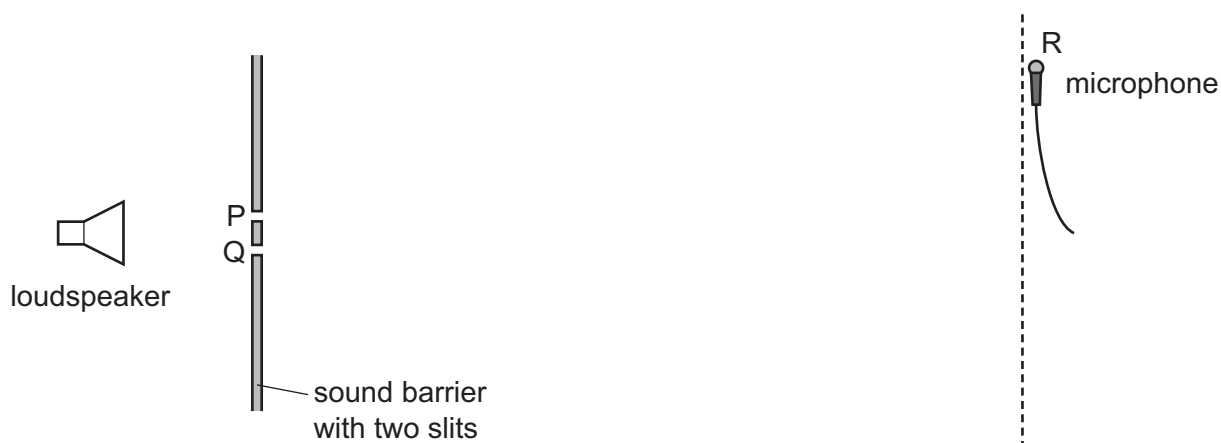 R
microphone
P
Q
loudspeaker
sound barrier
with two slits